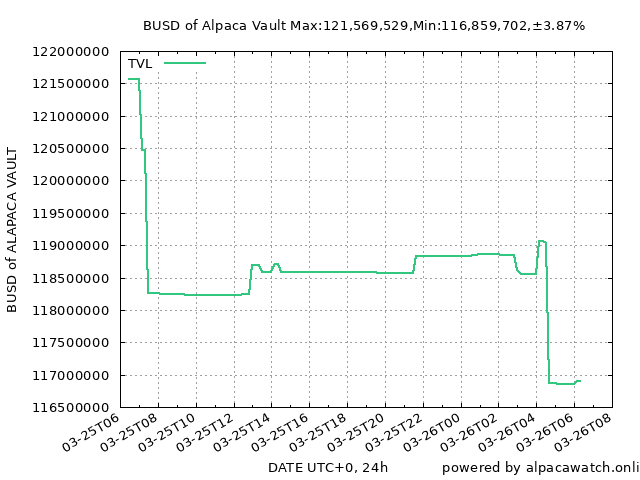 BUSD of Alpaca Vault Max:121,569,529,Min:116,859,702,±3.87%
TVL
122000000
121500000
121000000
120500000
120000000
119500000
119000000
118500000
118000000
117500000
117000000
116500000
BUSD of ALAPACA VAULT
03-25T06
03-25T08
03-25T10
03-25T12
03-25T14
03-25T16
03-25T18
03-25T20
03-25T22
03-26T00
03-26T02
03-26T04
03-26T06
03-26T08
DATE UTC+0, 24h
powered by alpacawatch.onli